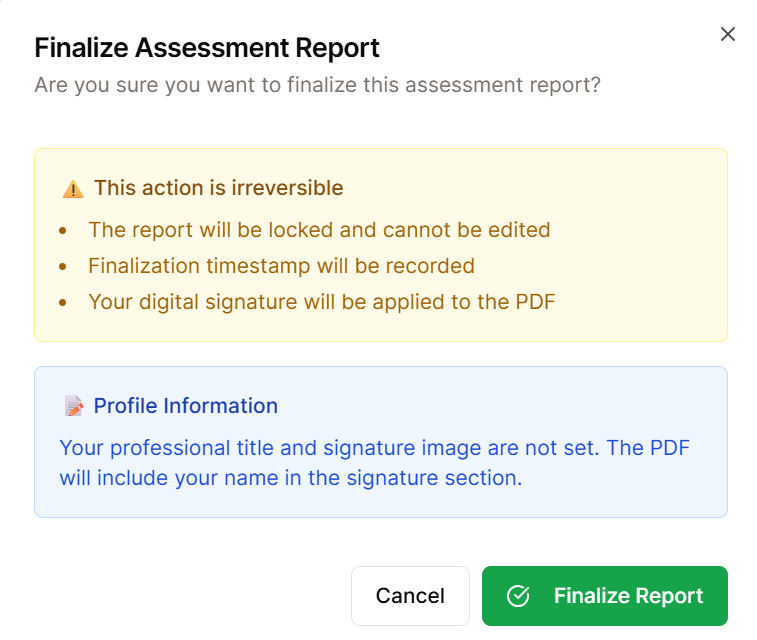 Finalize Assessment Report
Are you sure you want to finalize this assessment report?
This action is irreversible
• The report will be locked and cannot be edited
• Finalization timestamp will be recorded
• Your digital signature will be applied to the PDF
Profile Information
Your professional title and signature image are not set. The PDF
will include your name in the signature section.
Cancel
Finalize Report